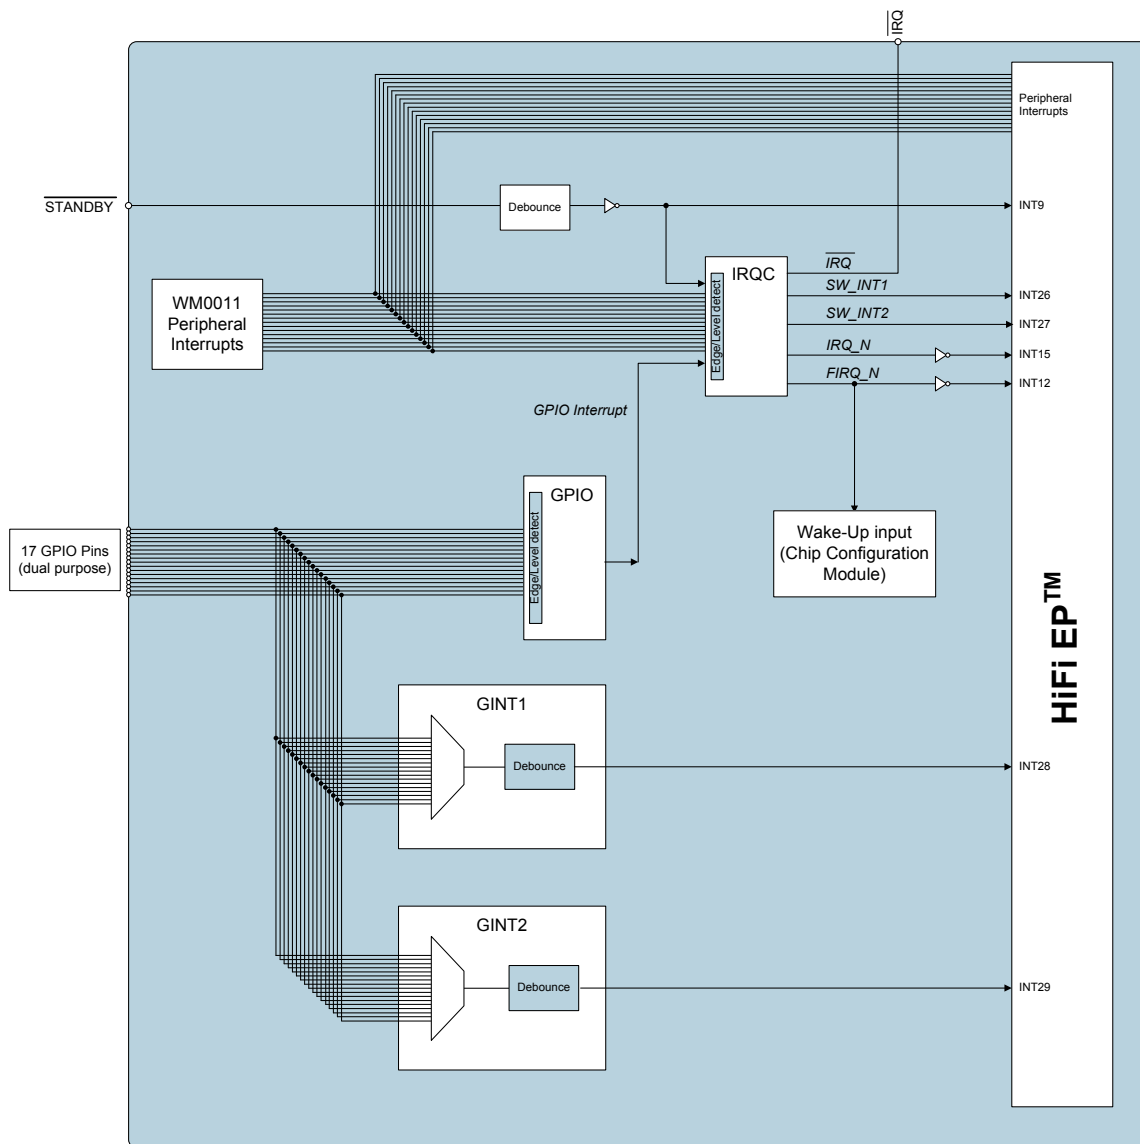 IRQ
Peripheral
Interrupts
STANDBY
Debounce
INT9
WM0011
Peripheral
Interrupts
IRQC
Edge/Level detect
IRQ
SW_INT1
INT26
SW_INT2
INT27
IRQ_N
INT15
FIRQ_N
INT12
GPIO Interrupt
GPIO
Edge/Level detect
17 GPIO Pins
(dual purpose)
Wake-Up input
(Chip Configuration
Module)
HiFi EP™
GINT1
Debounce
INT28
GINT2
Debounce
INT29